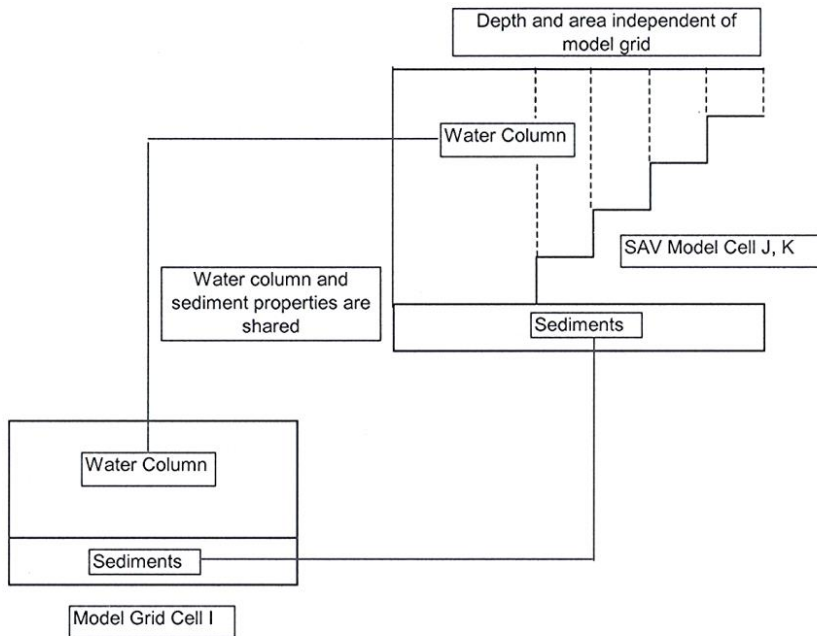 Depth and area independent of
model grid
Water Column
SAV Model Cell J, K
Water column and
sediment properties are
shared
Sediments
Water Column
Sediments
Model Grid Cell I